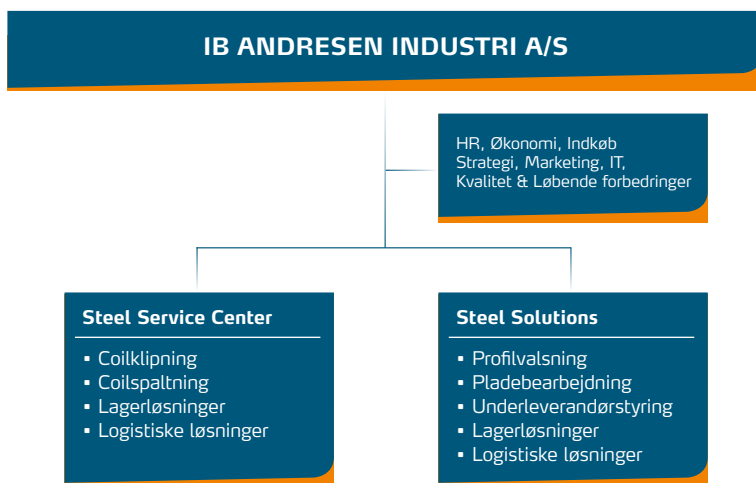 IB ANDRESEN INDUSTRI A/S
HR, Økonomi, Indkøb
Strategi, Marketing, IT,
Kvalitet & Løbende forbedringer
Steel Service Center
▪ Coilklipning
▪ Coilspaltning
▪ Lagerløsninger
▪ Logistiske løsninger
Steel Solutions
▪ Profilvalsning
▪ Pladebearbejdning
▪ Underleverandørstyring
▪ Lagerløsninger
▪ Logistiske løsninger